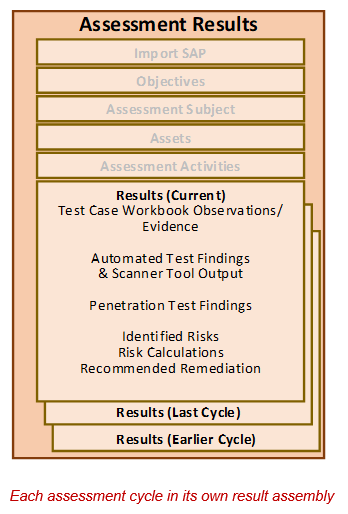 Assessment Results
Import SAP
Objectives
Assessment Subject
Assets
Assessment Activities
Results (Current)
Test Case Workbook Observations/
Evidence
Automated Test Findings
& Scanner Tool Output
Penetration Test Findings
Identified Risks
Risk Calculations
Recommended Remediation
Results (Last Cycle)
Results (Earlier Cycle)
Each assessment cycle in its own result assembly